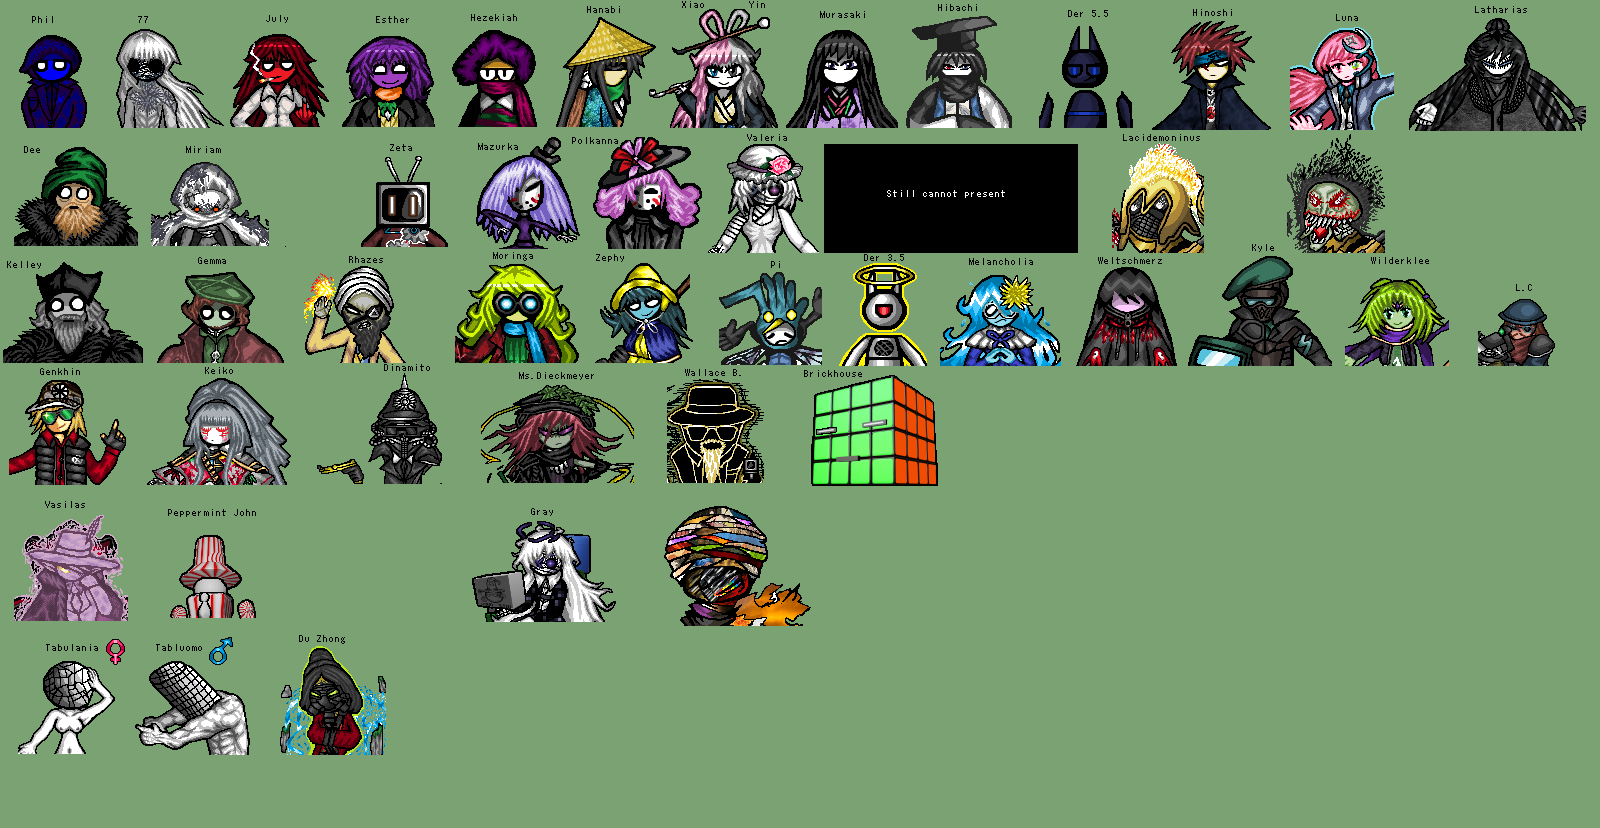 Phil
77
July
Esther
Hezekiah
Hanabi
Xiao Yin
Murasaki
Hibachi
Der 5.5
Hinoshi
Luna
Latharias
Dee
Miriam
Zeta
Mazurka
Polkanna
Valeria
Still cannot present
Lacidemoninus
Kelley
Gemma
Rhazes
Moringa
Zephy
Pi
Der 3.5
Melancholia
Weltschmerz
Kyle
Wilderklee
L.C
Genkhin
Keiko
Dinamito
Ms.Dieckmeyer
Wallace B.
Brickhouse
Vasilas
Peppermint John
Gray
Tabulania
Tabluomo
Du Zhong